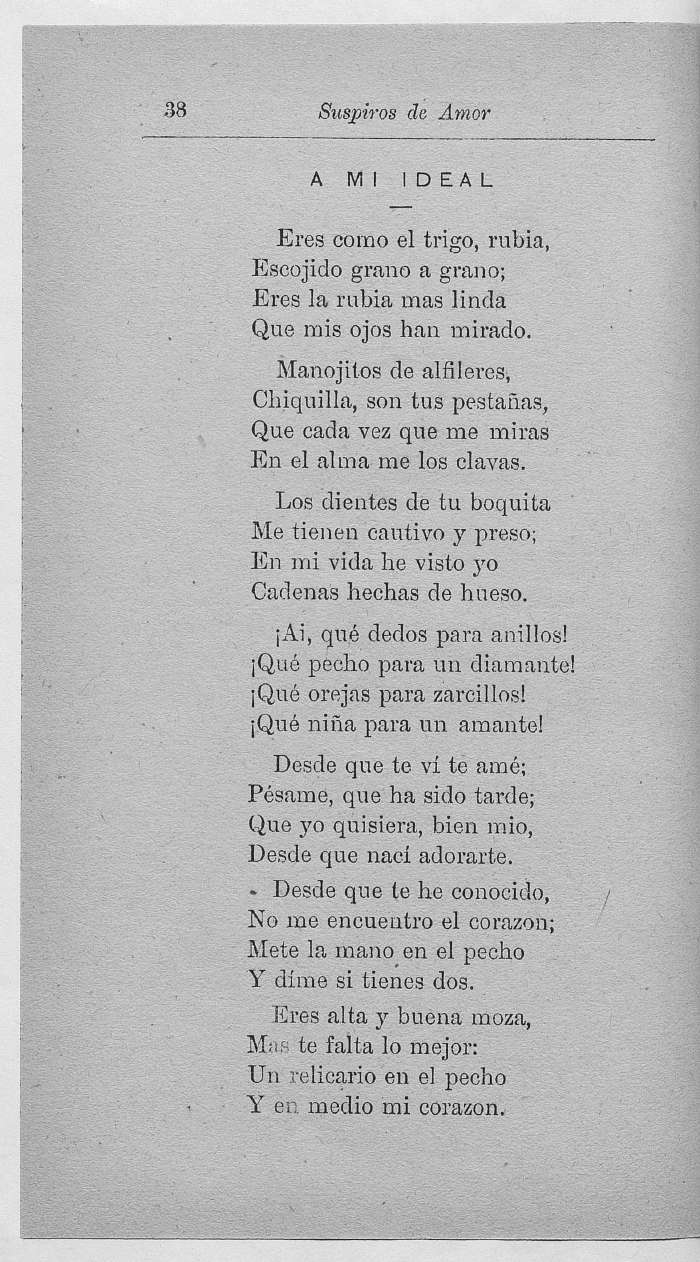 38 Suspiros de Amor
A MI IDEAL
Eres como el trigo, rubia,
Escojido grano a grano;
Eres la rubia mas linda
Que mis ojos han mirado.
Manojitos de alfileres,
Chiquilla, son tus pestañas,
Que cada vez que me miras
En el alma me los clavas.
Los dientes de tu boquita
Me tienen cautivo y preso;
En mi vida he visto yo
Cadenas hechas de hueso.
¡Ai, qué dedos para anillos!
¡Qué pecho para un diamante!
¡Qué orejas para zarcillos!
¡Qué niña para un amante!
Desde que te ví te amé;
Pésame, que ha sido tarde;
Que yo quisiera, bien mio,
Desde que nací adorarte.
Desde que te he conocido,
No me encuentro el corazon;
Mete la mano en el pecho
Y díme si tienes dos.
Eres alta y buena moza,
Mas te falta lo mejor:
Un relicario en el pecho
Y en medio mi corazon.